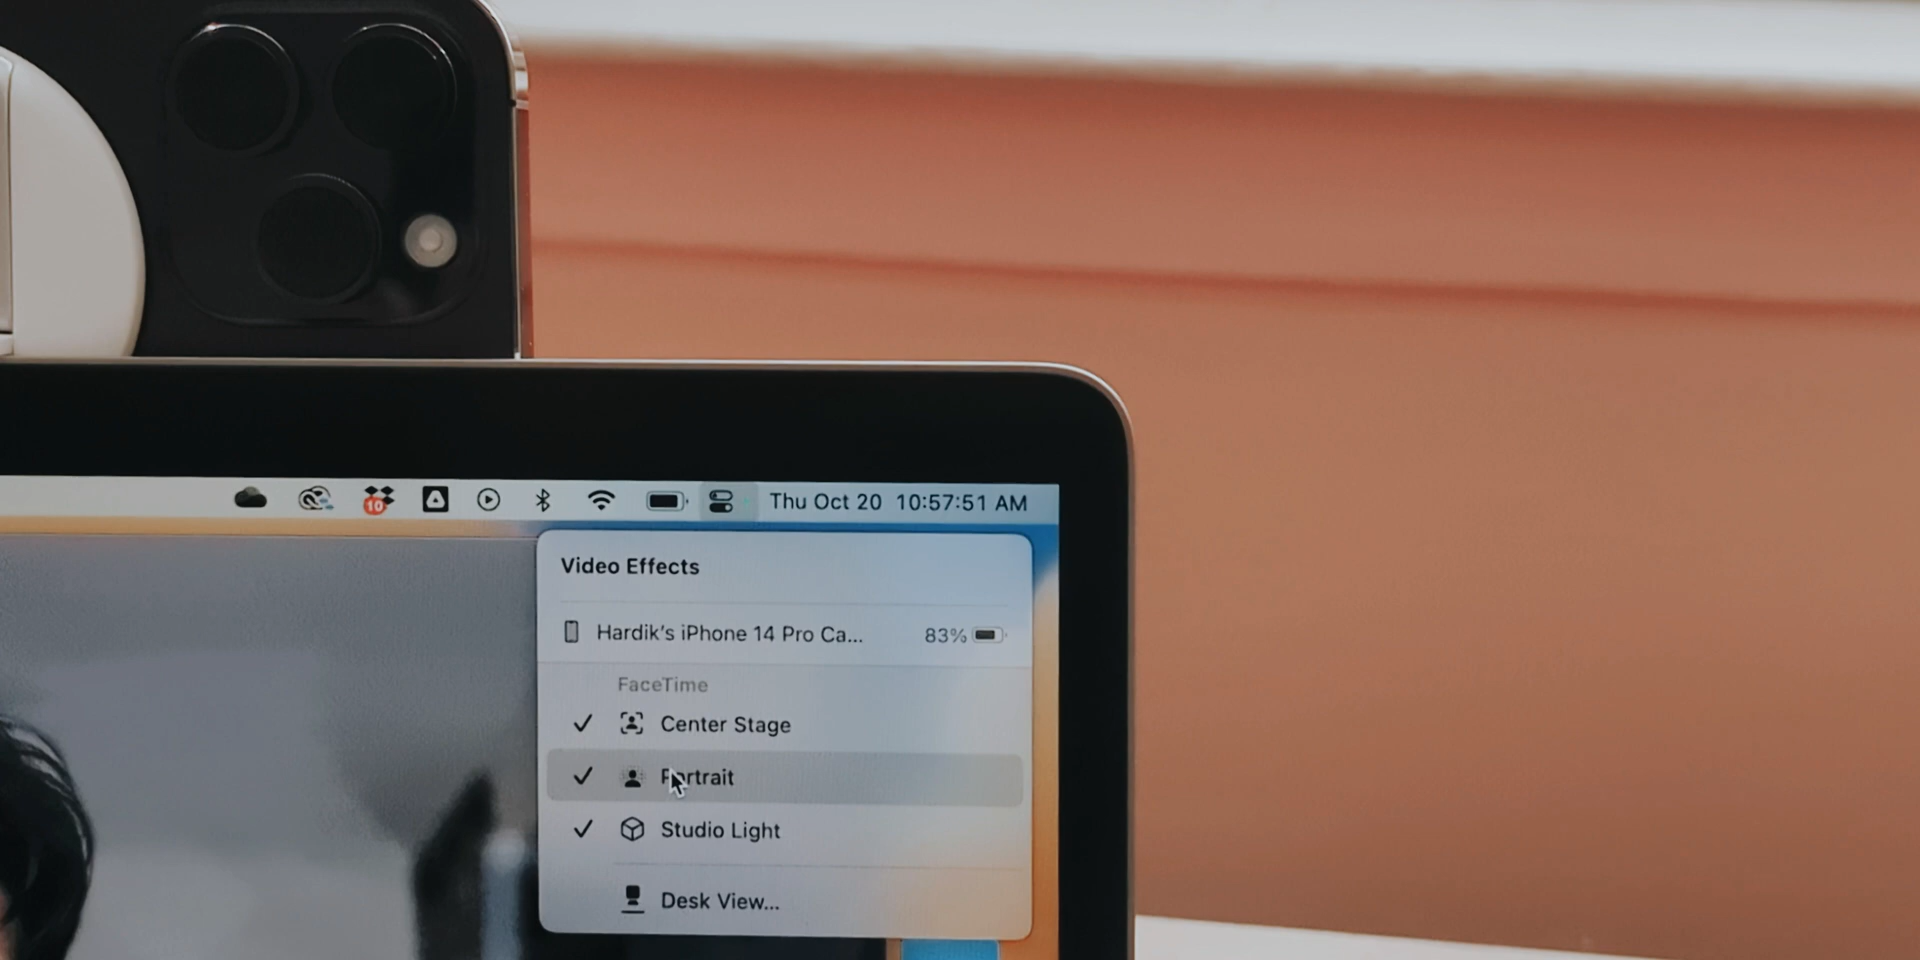 10
Thu Oct 20 10:57:51 AM
Video Effects
Hardik's iPhone 14 Pro Ca...
83%
FaceTime
Center Stage
Portrait
Studio Light
Desk View...